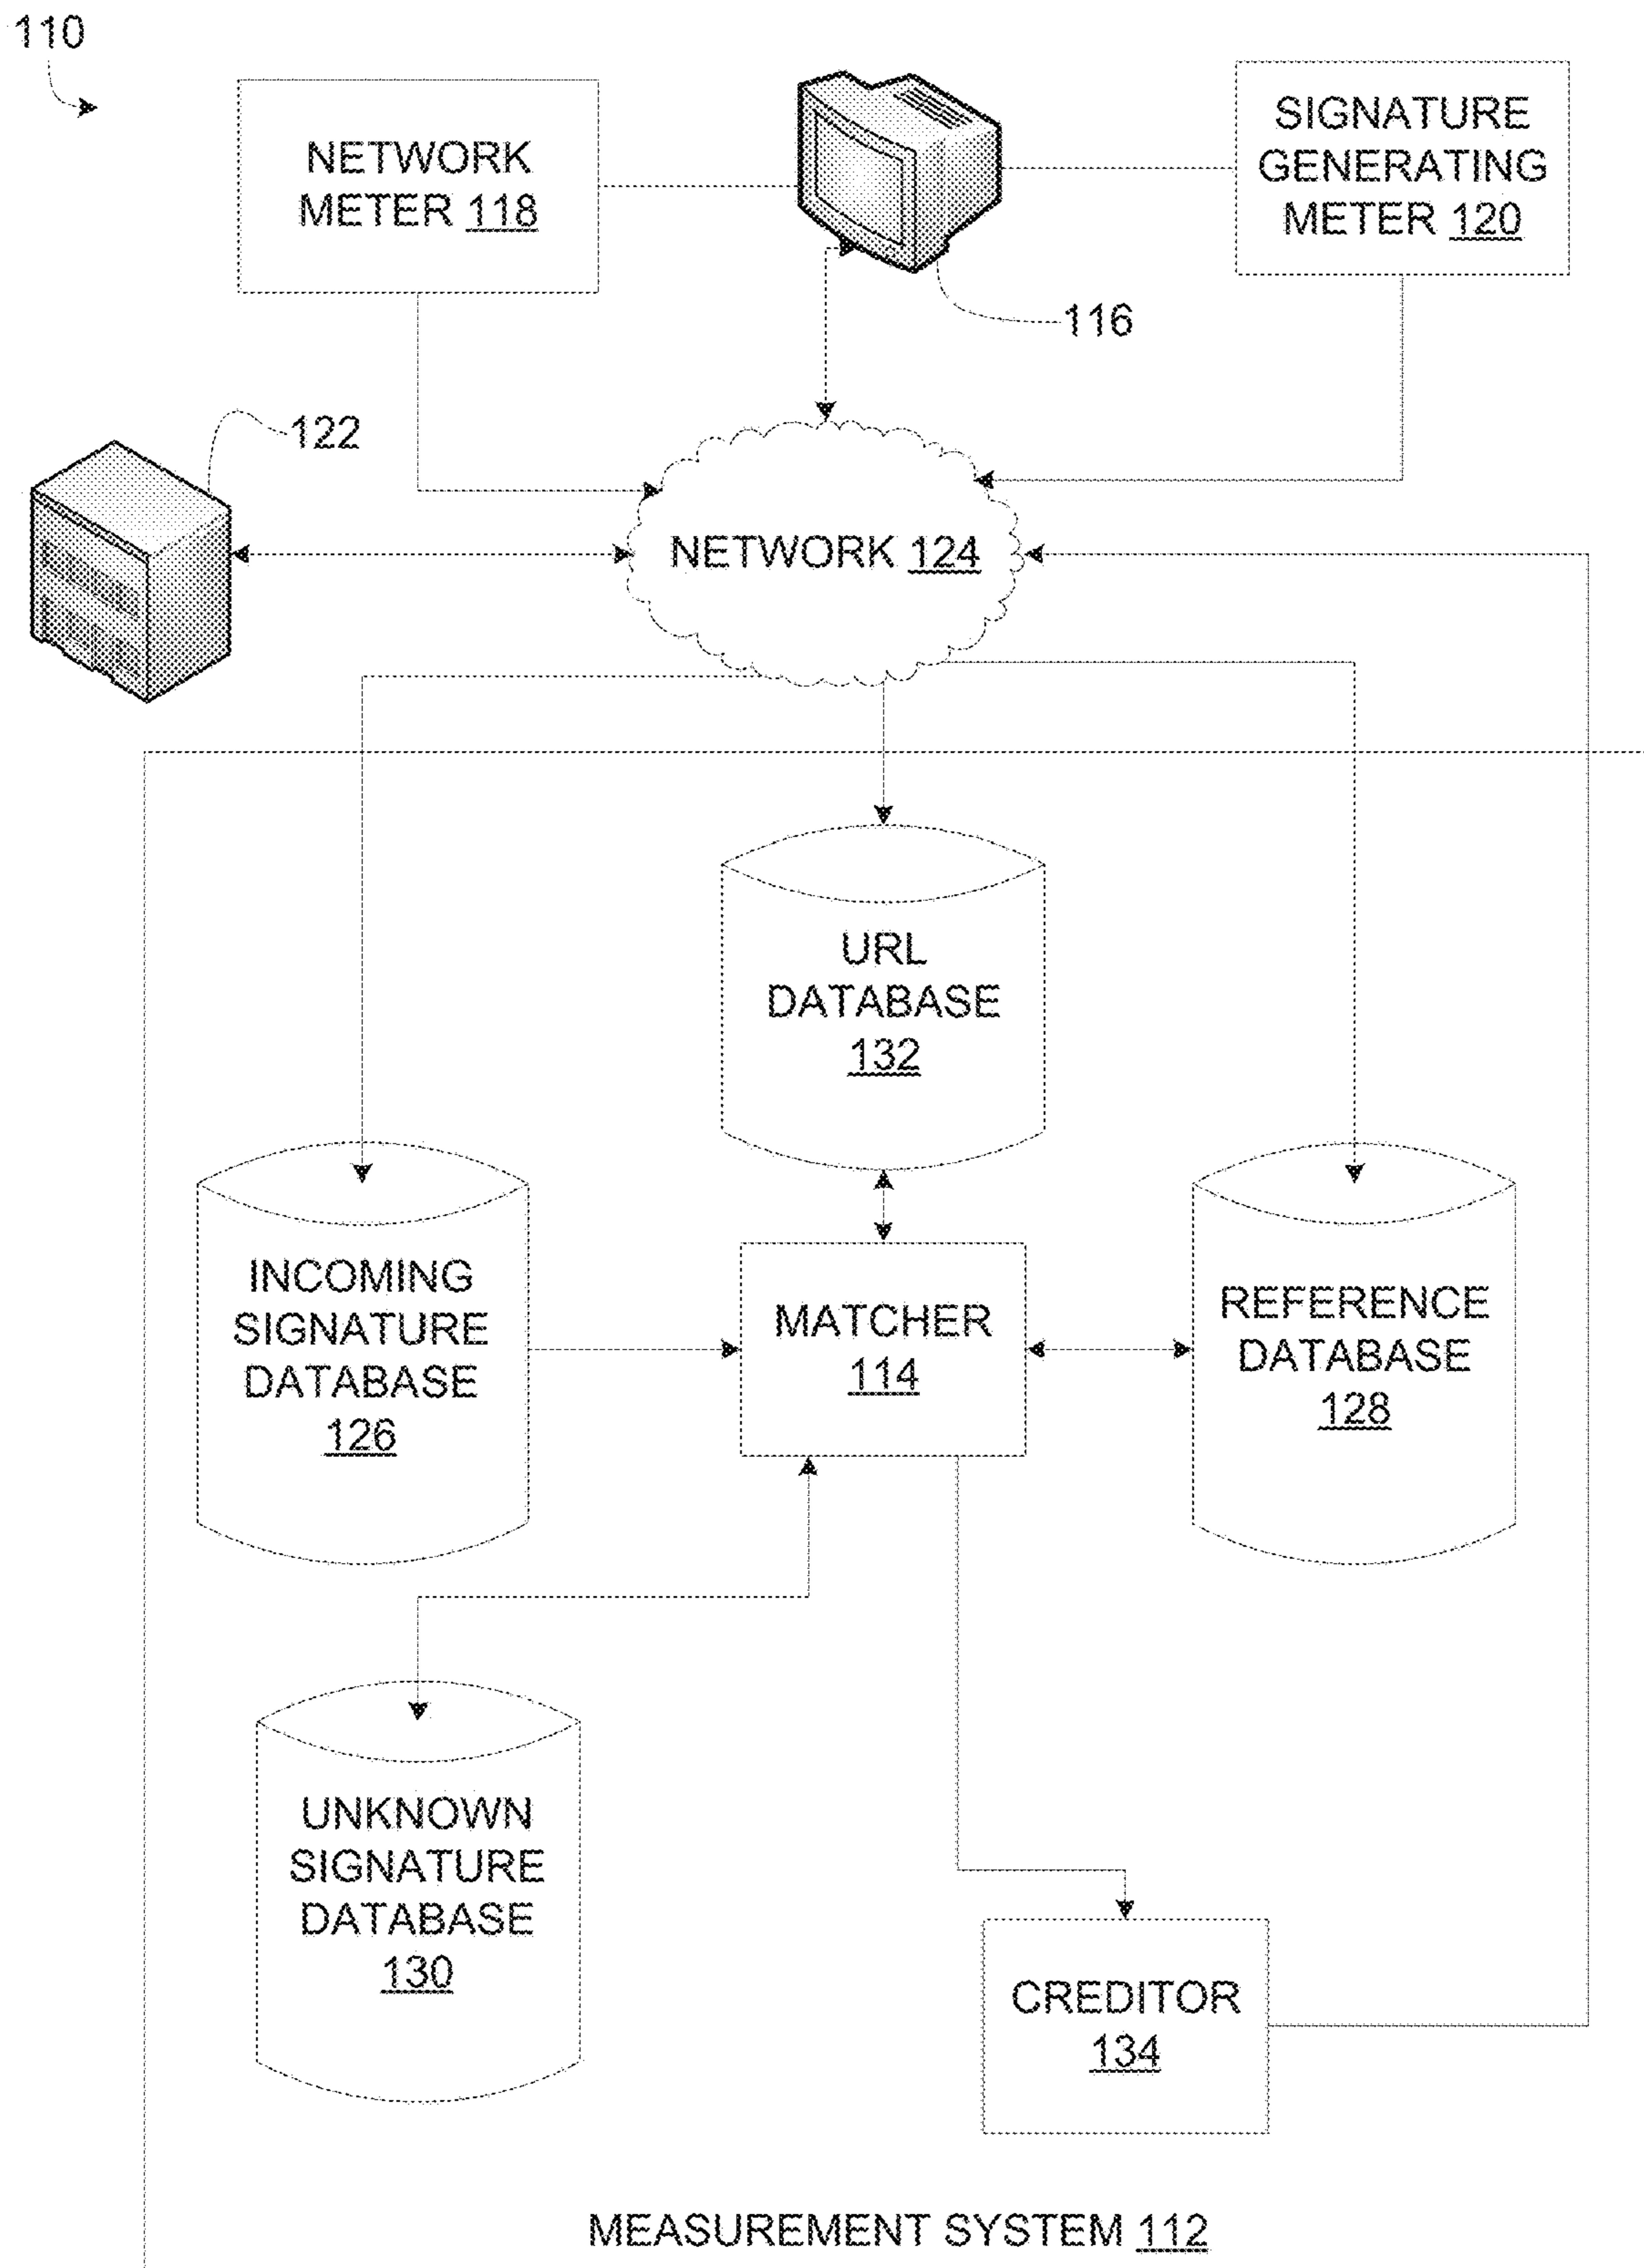 110
NETWORK
METER 118
SIGNATURE
GENERATING
METER 120
116
122
NETWORK 124
URL
DATABASE
132
INCOMING
SIGNATURE
DATABASE
126
MATCHER
114
REFERENCE
DATABASE
128
UNKNOWN
SIGNATURE
DATABASE
130
CREDITOR
134
MEASUREMENT SYSTEM 112